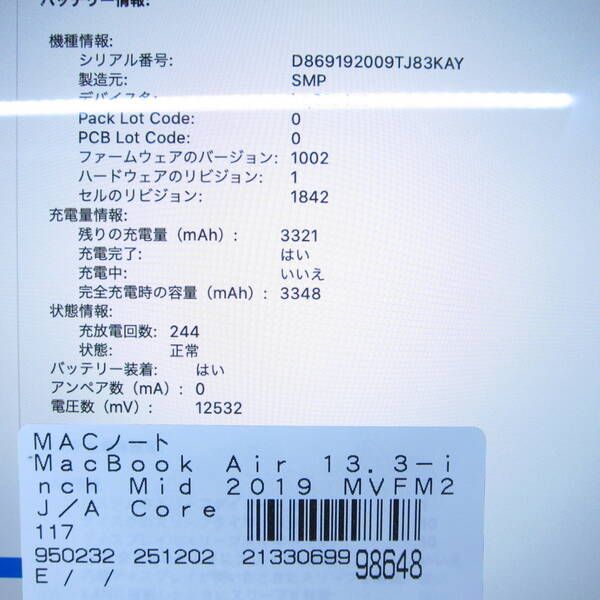 バッテリー情報:
機種情報:
シリアル番号: D869192009TJ83KAY
製造元: SMP
Pack Lot Code: 0
PCB Lot Code: 0
ファームウェアのバージョン: 1002
ハードウェアのリビジョン: 1
セルのリビジョン: 1842
充電量情報:
残りの充電量（mAh）: 3321
充電完了: はい
充電中: いいえ
完全充電時の容量（mAh）: 3348
状態情報:
充放電回数: 244
状態: 正常
バッテリー装着: はい
アンペア数（mA）: 0
電圧数（mV）: 12532
MACノート
MacBook Air 13.3-i
nch Mid 2019 MVFM2
J/A Core
117
950232 251202 21330699 98648
E / /